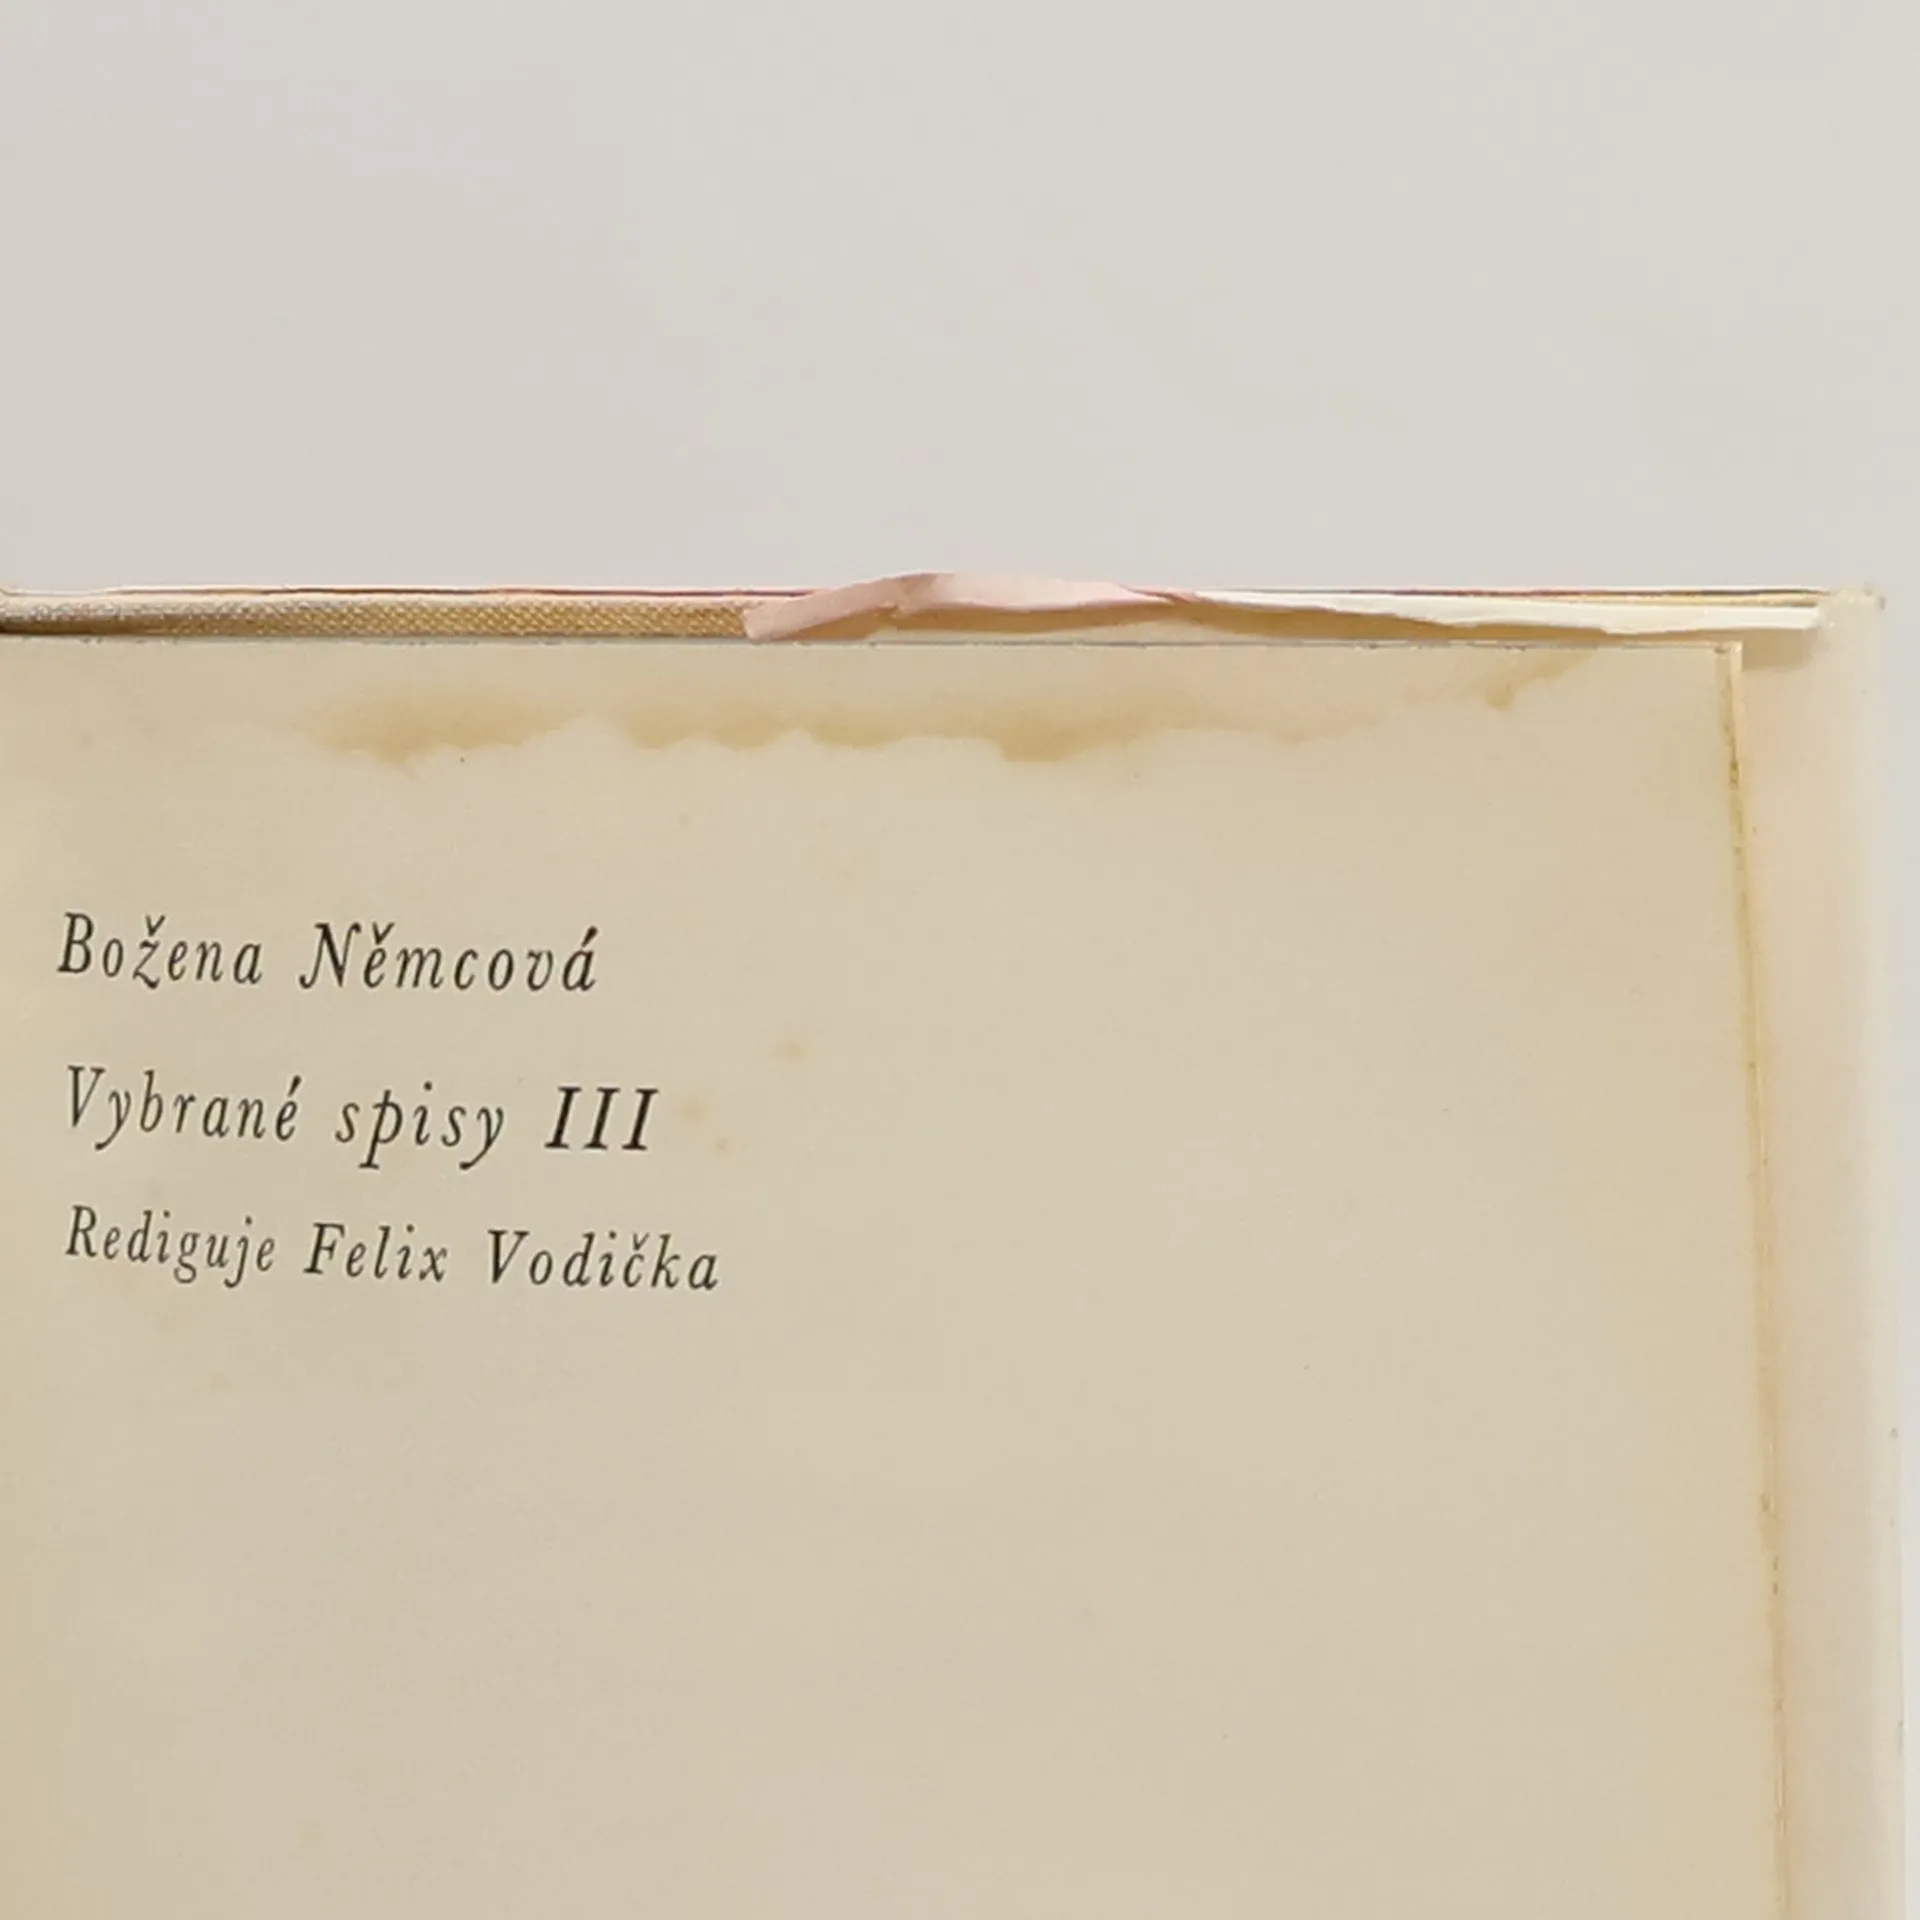 Božena Němcová
Vybrané spisy III
Rediguje Felix Vodička